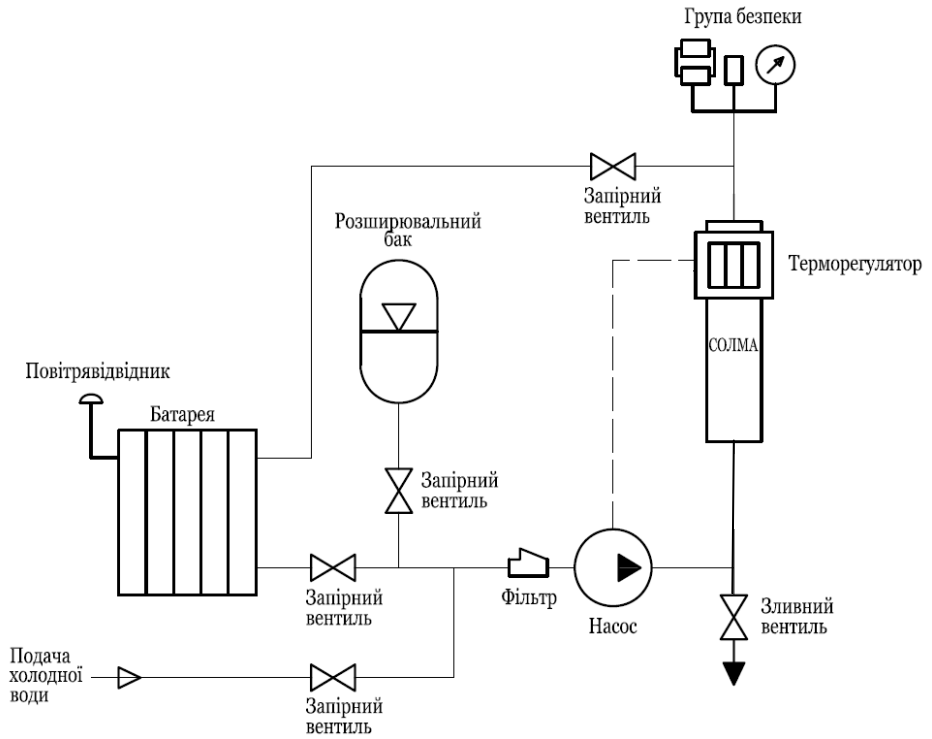 Група безпеки
Запірний
вентиль
Розширювальний
бак
Терморегулятор
СОЛМА
Повітрявідвідник
Батарея
Запірний
вентиль
Запірний
вентиль
Фільтр
Насос
Зливний
вентиль
Подача
холодної
води
Запірний
вентиль